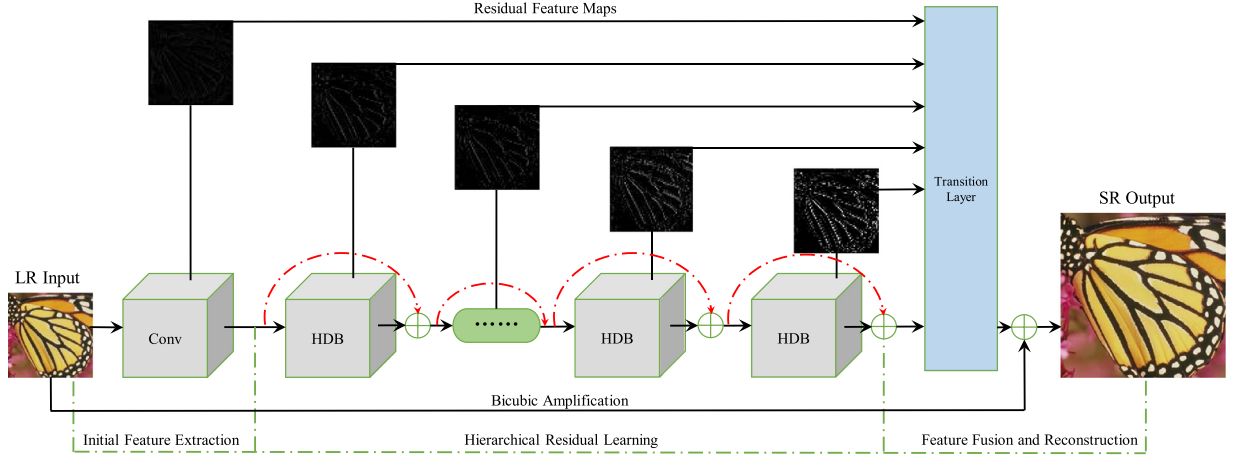 Residual Feature Maps
Transition
Layer
SR Output
LR Input
Conv
HDB
......
HDB
HDB
Bicubic Amplification
Initial Feature Extraction
Hierarchical Residual Learning
Feature Fusion and Reconstruction